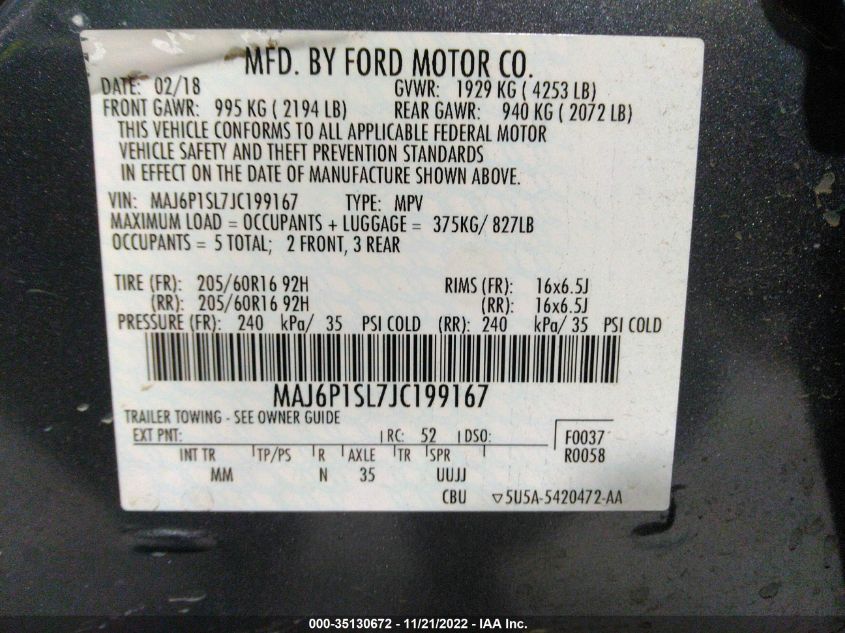 MFD. BY FORD MOTOR CO.
DATE: 02/18 GVWR: 1929 KG ( 4253 LB)
FRONT GAWR: 995 KG ( 2194 LB) REAR GAWR: 940 KG ( 2072 LB)
THIS VEHICLE CONFORMS TO ALL APPLICABLE FEDERAL MOTOR
VEHICLE SAFETY AND THEFT PREVENTION STANDARDS
IN EFFECT ON THE DATE OF MANUFACTURE SHOWN ABOVE.
VIN: MAJ6P1SL7JC199167 TYPE: MPV
MAXIMUM LOAD = OCCUPANTS + LUGGAGE = 375KG/ 827LB
OCCUPANTS = 5 TOTAL; 2 FRONT, 3 REAR
TIRE (FR): 205/60R16 92H RIMS (FR): 16x6.5J
(RR): 205/60R16 92H (RR): 16x6.5J
PRESSURE (FR): 240 kPa/ 35 PSI COLD (RR): 240 kPa/ 35 PSI COLD
MAJ6P1SL7JC199167
TRAILER TOWING - SEE OWNER GUIDE
EXT PNT: RC: 52 DSO: F0037
R0058
INT TR TP/PS R AXLE TR SPR
MM N 35 UUJJ
CBU ▽5U5A-5420472-AA
000-35130672 - 11/21/2022 - IAA Inc.